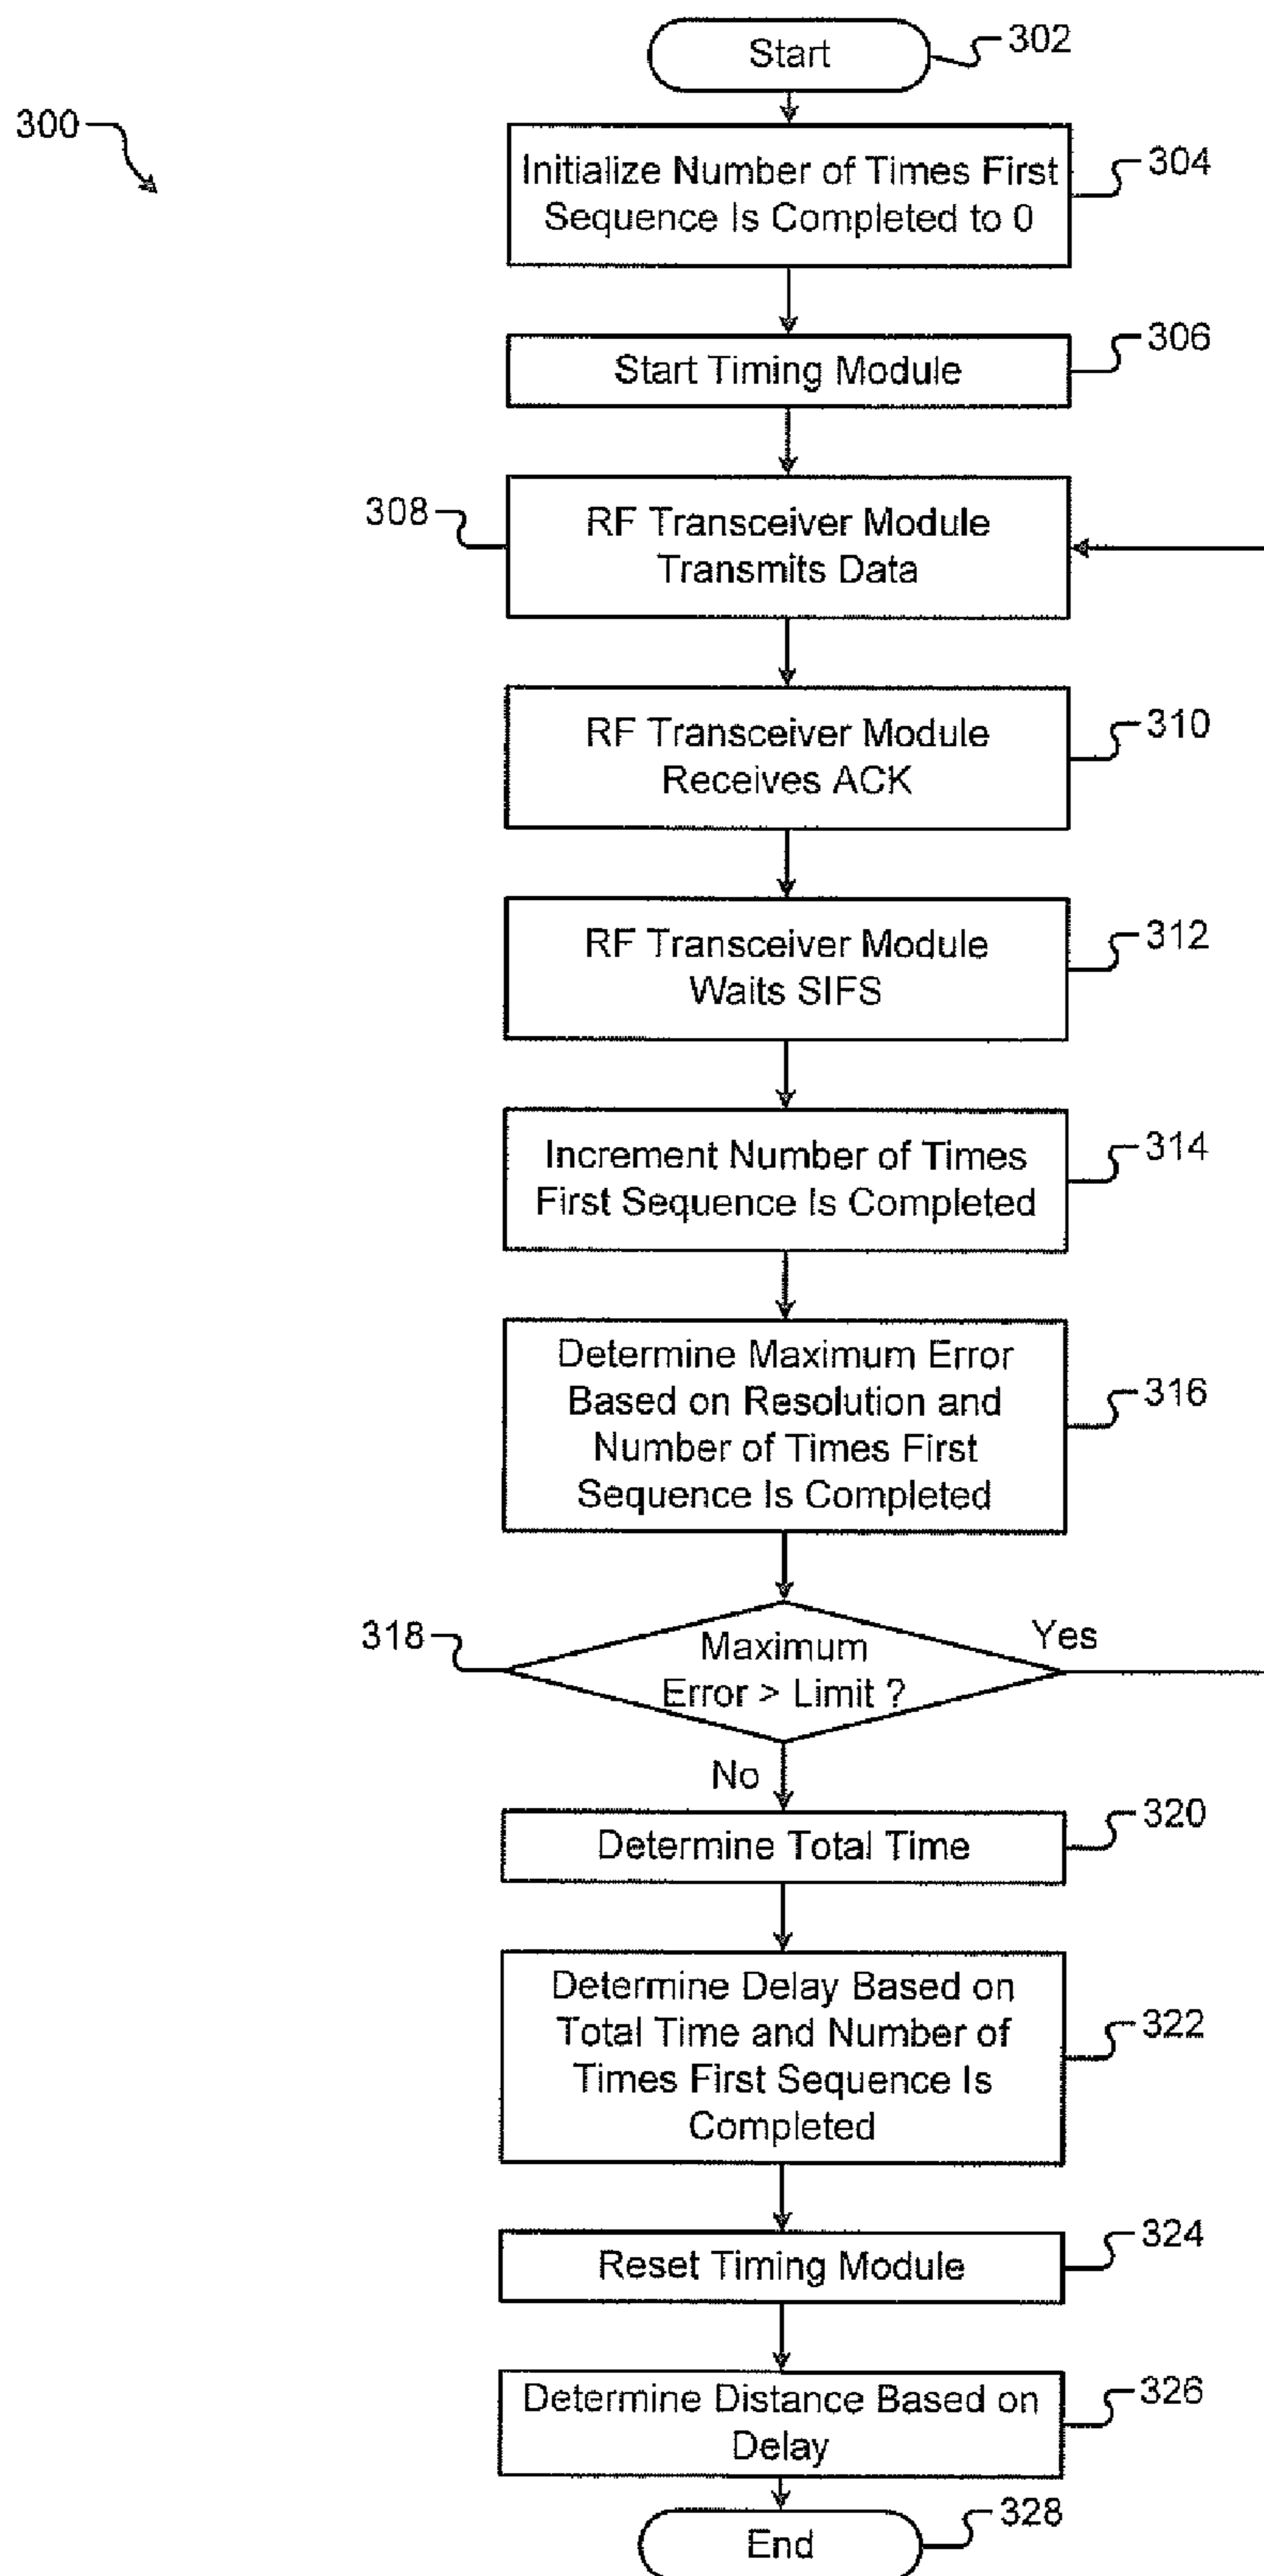 Start
302
300
Initialize Number of Times First
Sequence Is Completed to 0
304
Start Timing Module
306
308
RF Transceiver Module
Transmits Data
RF Transceiver Module
Receives ACK
310
RF Transceiver Module
Waits SIFS
312
Increment Number of Times
First Sequence Is Completed
314
Determine Maximum Error
Based on Resolution and
Number of Times First
Sequence Is Completed
316
318
Maximum
Error > Limit ?
Yes
No
Determine Total Time
320
Determine Delay Based on
Total Time and Number of
Times First Sequence Is
Completed
322
Reset Timing Module
324
Determine Distance Based on
Delay
326
End
328